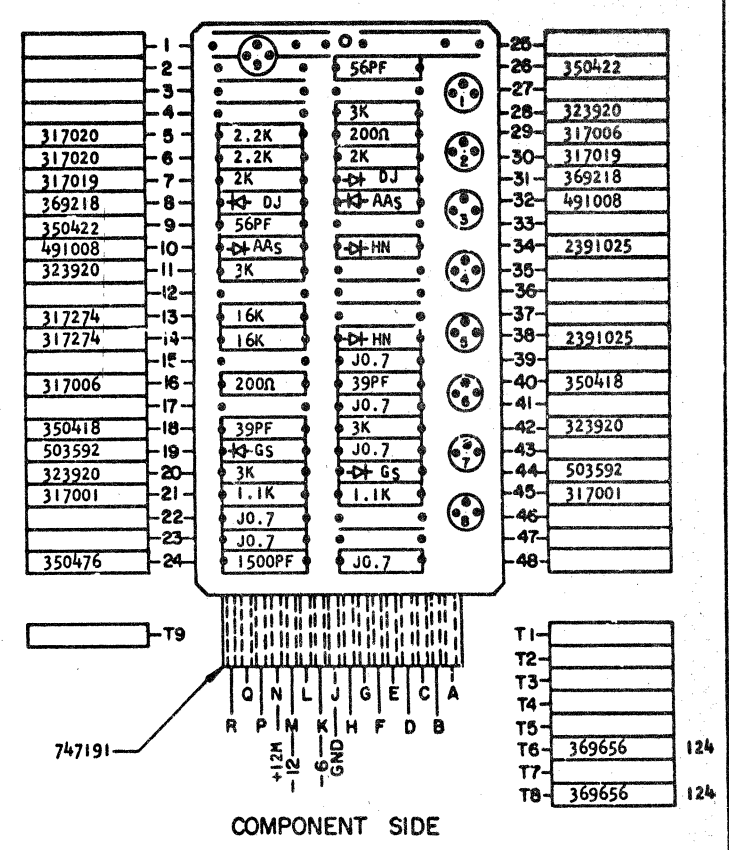 1 25
2 56PF 26 350422
3 27
1
4 3K 28 323920
317020 5 2.2K 200Ω 29 317006
317020 6 2.2K 2K 2 30 317019
317019 7 2K DJ 31 369218
369218 8 DJ AAS 32 491008
350422 9 56PF 3 33
491008 10 AAS HN 34 2391025
323920 11 3K 4 35
12 36
317274 13 16K 37
317274 14 16K HN 5 38 2391025
15 J0.7 39
317006 16 200Ω 39PF 6 40 350418
17 J0.7 41
350418 18 39PF 3K 42 323920
503592 19 GS J0.7 7 43
323920 20 3K GS 44 503592
317001 21 1.1K 1.1K 45 317001
22 J0.7 8 46
23 J0.7 47
350476 24 1500PF J0.7 48
T9 T1
T2
T3
T4
T5
T6 369656 124
T7
T8 369656 124
Q N L J G E C A
R P M K H F D B
+12M -12 -6 GND
747191
COMPONENT SIDE